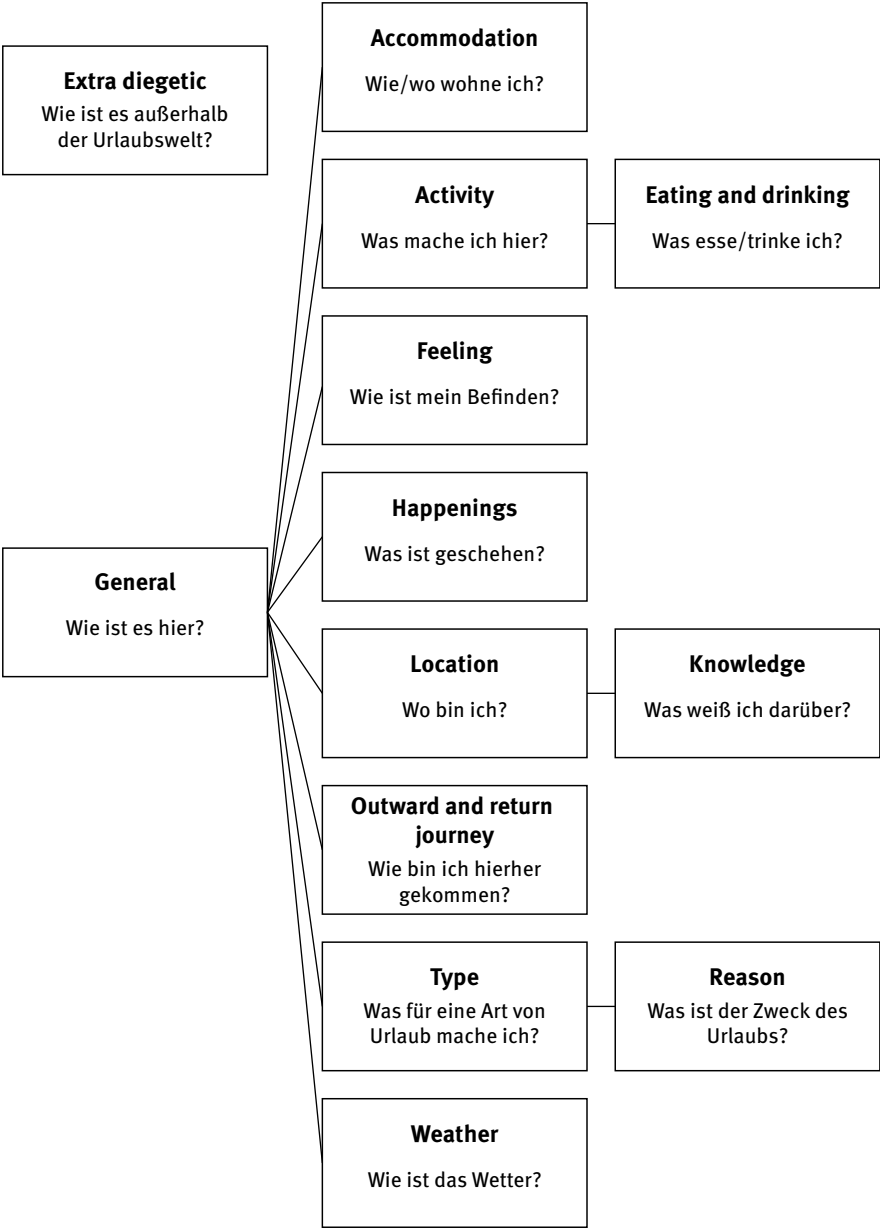 Accommodation
Wie/wo wohne ich?
Extra diegetic
Wie ist es außerhalb
der Urlaubswelt?
Activity
Was mache ich hier?
Eating and drinking
Was esse/trinke ich?
Feeling
Wie ist mein Befinden?
Happenings
Was ist geschehen?
General
Wie ist es hier?
Location
Wo bin ich?
Knowledge
Was weiß ich darüber?
Outward and return
journey
Wie bin ich hierher
gekommen?
Type
Was für eine Art von
Urlaub mache ich?
Reason
Was ist der Zweck des
Urlaubs?
Weather
Wie ist das Wetter?